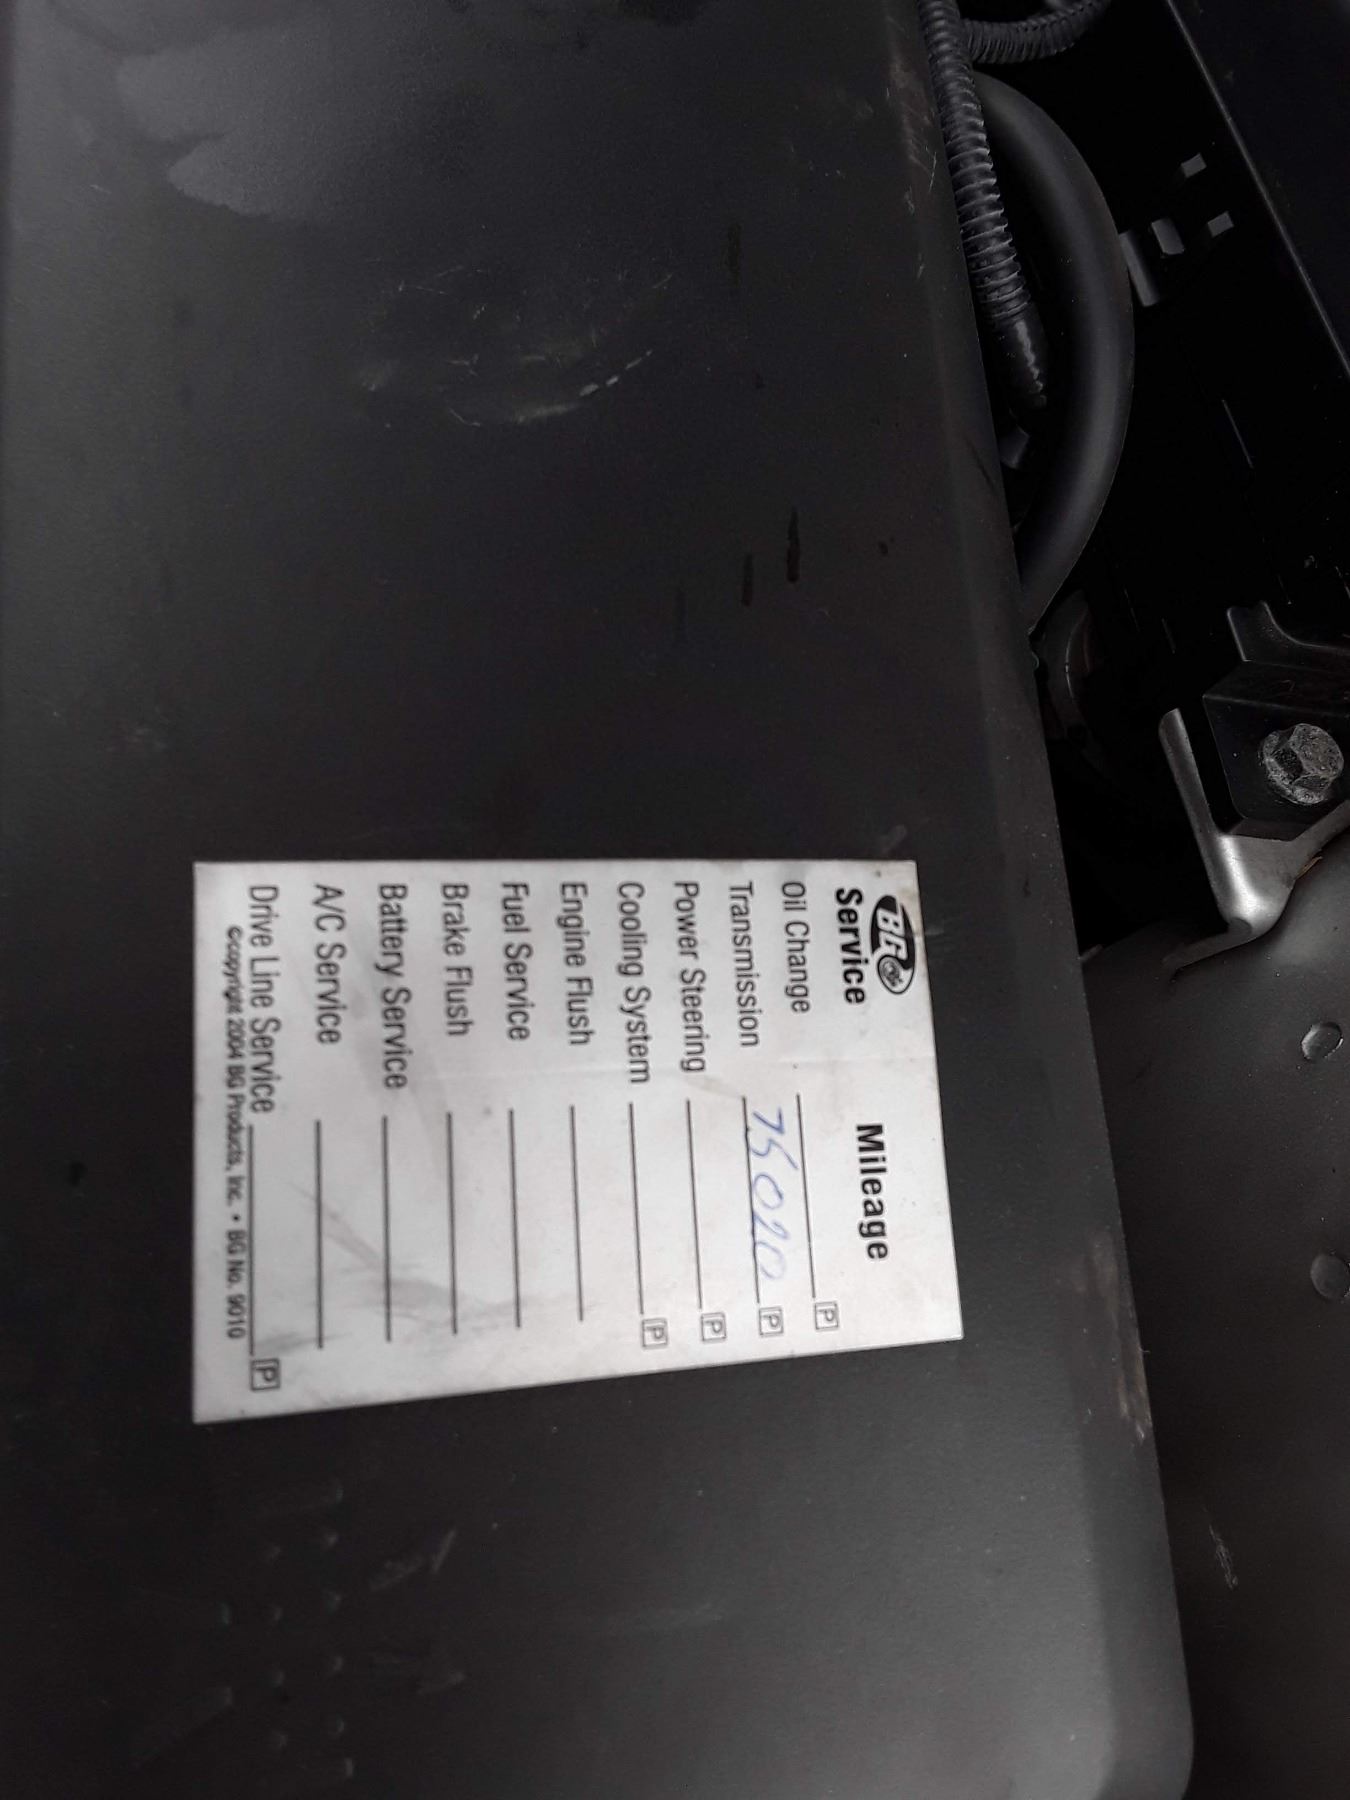 BG
Service Mileage
Oil Change P
Transmission 75020 P
Power Steering P
Cooling System P
Engine Flush
Fuel Service
Brake Flush
Battery Service
A/C Service
Drive Line Service P
©copyright 2004 BG Products, Inc. • BG No. 9010